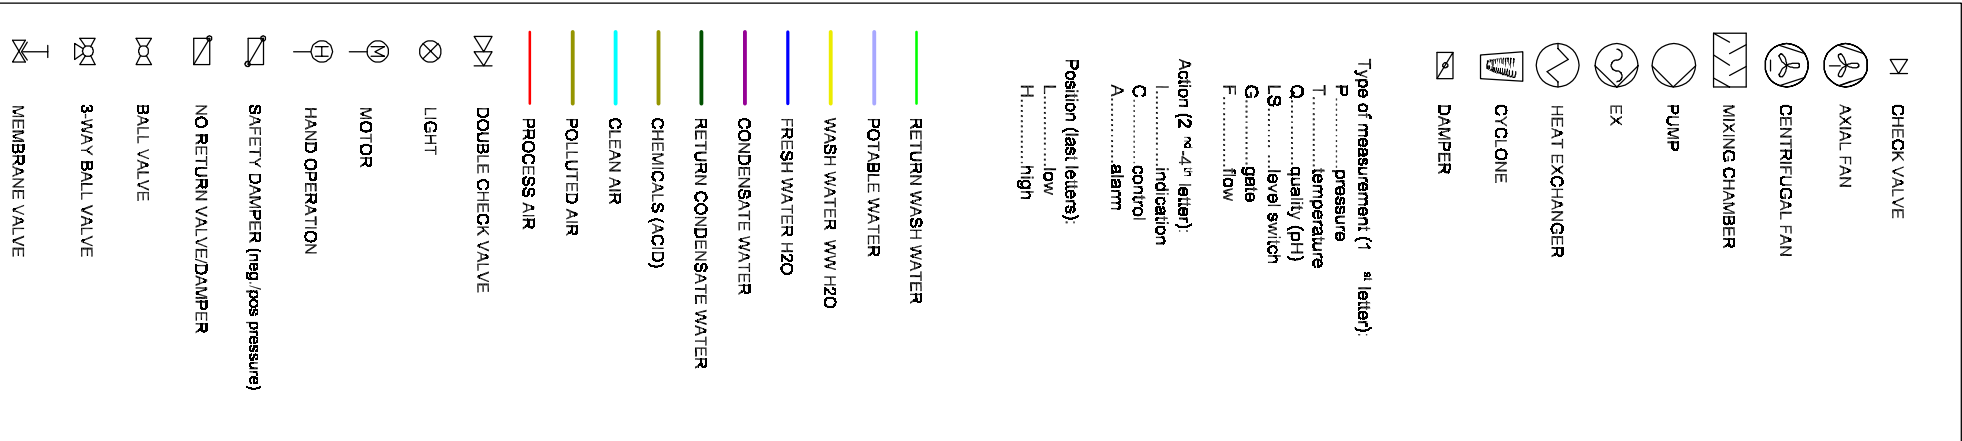 CHECK VALVE
AXIAL FAN
CENTRIFUGAL FAN
MIXING CHAMBER
PUMP
EX
HEAT EXCHANGER
CYCLONE
DAMPER
Type of measurement (1 st letter):
P..........pressure
T..........temperature
Q..........quality (pH)
LS....... ..level switch
G..........gate
F...........flow
Action (2 nd-4th letter):
I............indication
C..........control
A...........alarm
Position (last letters):
L...........low
H...........high
RETURN WASH WATER
POTABLE WATER
WASH WATER WW H2O
FRESH WATER H2O
CONDENSATE WATER
RETURN CONDENSATE WATER
CHEMICALS (ACID)
CLEAN AIR
POLLUTED AIR
PROCESS AIR
DOUBLE CHECK VALVE
LIGHT
M MOTOR
H HAND OPERATION
SAFETY DAMPER (neg./pos pressure)
NO RETURN VALVE/DAMPER
BALL VALVE
3-WAY BALL VALVE
MEMBRANE VALVE